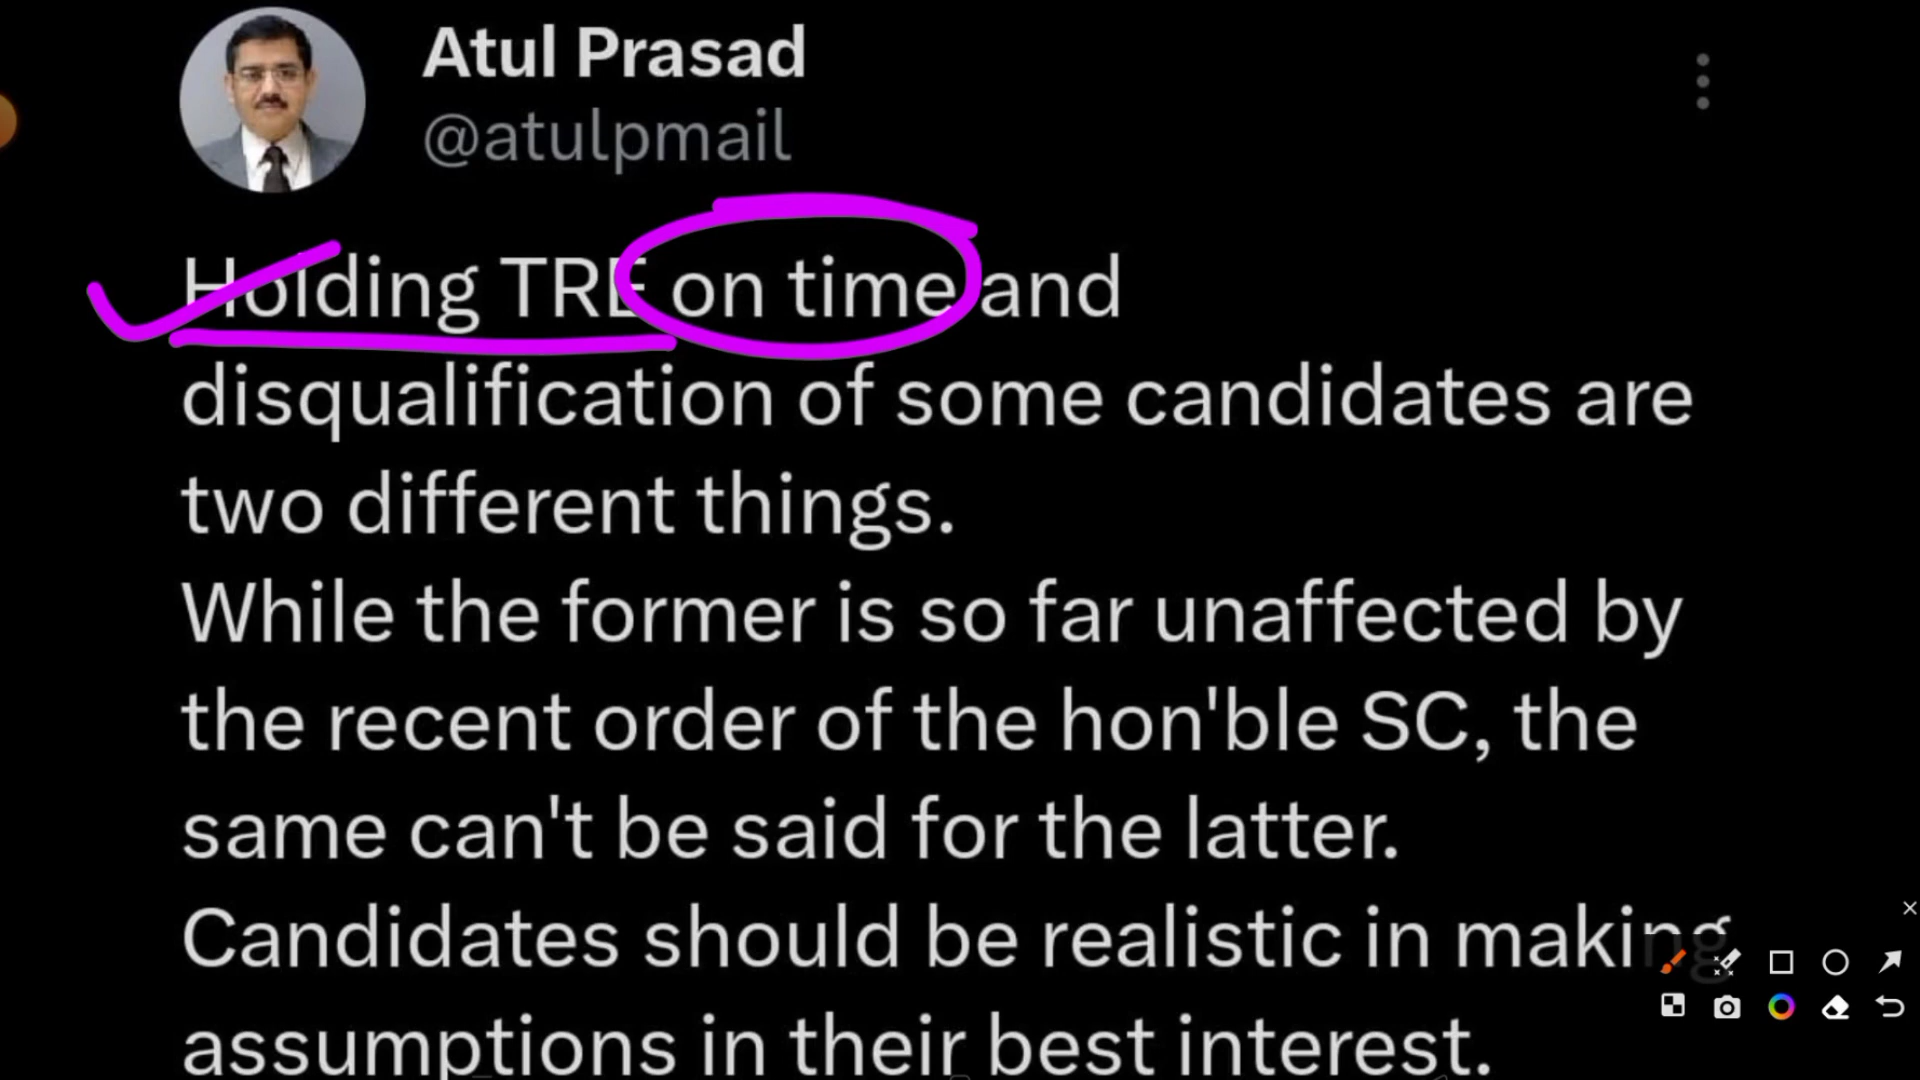 Atul Prasad
@atulpmail
Holding TRE on time and
disqualification of some candidates are
two different things.
While the former is so far unaffected by
the recent order of the hon'ble SC, the
same can't be said for the latter.
Candidates should be realistic in making
assumptions in their best interest.